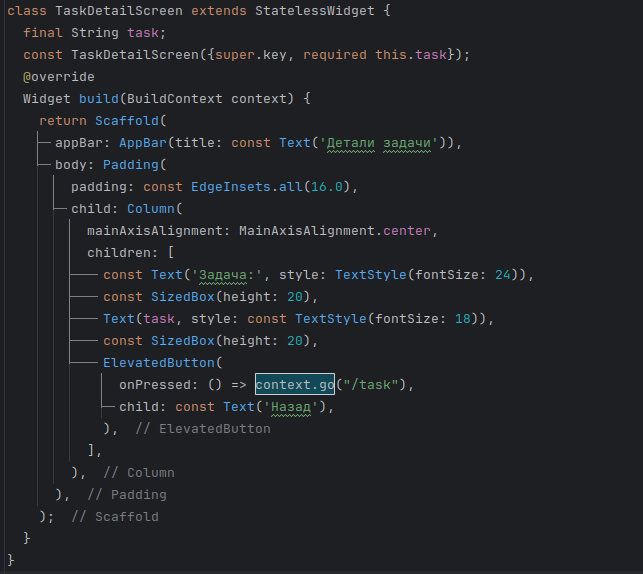 class TaskDetailScreen extends StatelessWidget {
  final String task;
  const TaskDetailScreen({super.key, required this.task});
  @override
  Widget build(BuildContext context) {
    return Scaffold(
      appBar: AppBar(title: const Text('Детали задачи')),
      body: Padding(
        padding: const EdgeInsets.all(16.0),
        child: Column(
          mainAxisAlignment: MainAxisAlignment.center,
          children: [
            const Text('Задача:', style: TextStyle(fontSize: 24)),
            const SizedBox(height: 20),
            Text(task, style: const TextStyle(fontSize: 18)),
            const SizedBox(height: 20),
            ElevatedButton(
              onPressed: () => context.go("/task"),
              child: const Text('Назад'),
            ),  // ElevatedButton
          ],
        ),  // Column
      ),  // Padding
    );  // Scaffold
  }
}